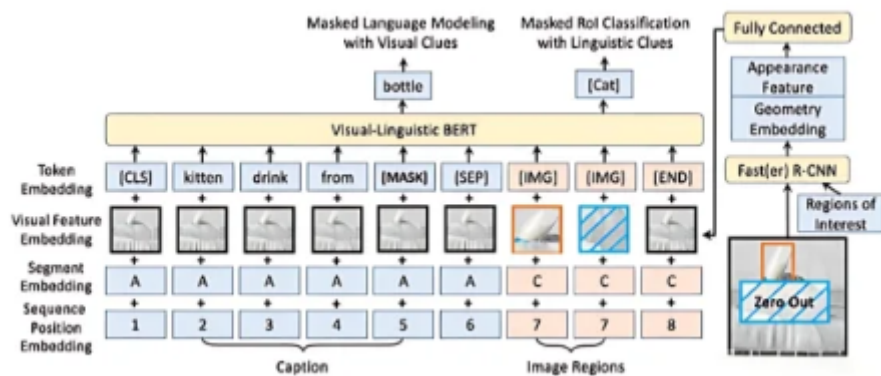 Masked Language Modeling
with Visual Clues
Masked RoI Classification
with Linguistic Clues
Fully Connected
bottle
[Cat]
Appearance
Feature
Geometry
Embedding
Visual-Linguistic BERT
Token
Embedding
[CLS] kitten drink from [MASK] [SEP] [IMG] [IMG] [END]
Fast(er) R-CNN
+ + + + + + + + +
Visual Feature
Embedding
Regions of
Interest
+ + + + + + + + +
Segment
Embedding
A A A A A A C C C
Zero Out
+ + + + + + + + +
Sequence
Position
Embedding
1 2 3 4 5 6 7 7 8
Caption
Image Regions